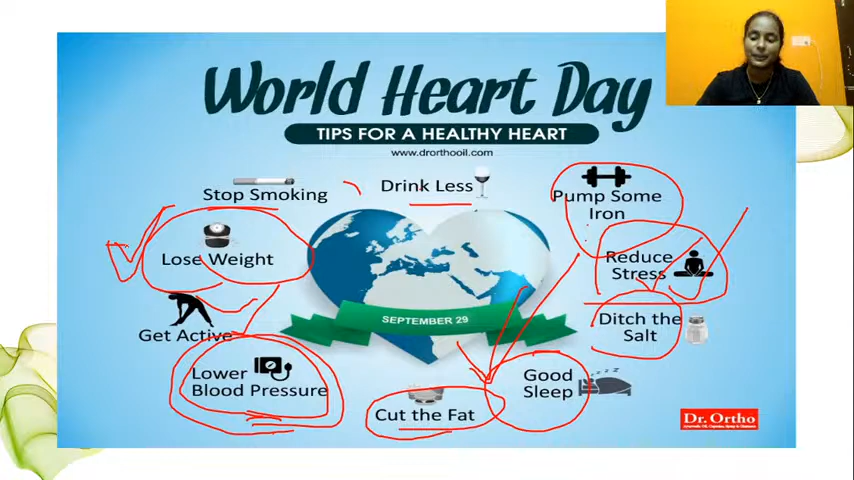 World Heart Day
TIPS FOR A HEALTHY HEART
www.drorthooil.com
Stop Smoking
Drink Less
Pump Some
Iron
Lose Weight
Reduce
Stress
Get Active
SEPTEMBER 29
Ditch the
Salt
Lower
Blood Pressure
Cut the Fat
Good
Sleep
Dr. Ortho